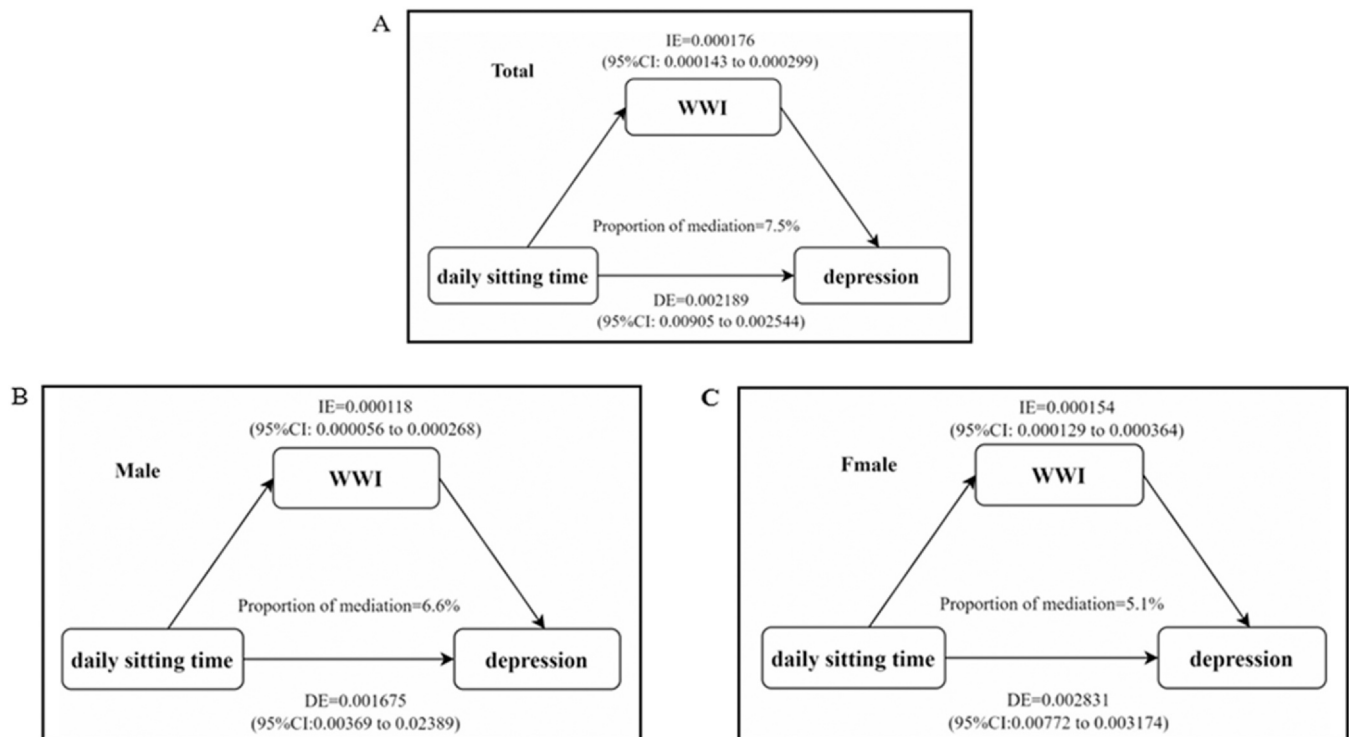 A
IE=0.000176
(95%CI: 0.000143 to 0.000299)
Total
WWI
Proportion of mediation=7.5%
daily sitting time
depression
DE=0.002189
(95%CI: 0.00905 to 0.002544)
B
IE=0.000118
(95%CI: 0.000056 to 0.000268)
Male
WWI
Proportion of mediation=6.6%
daily sitting time
depression
DE=0.001675
(95%CI:0.00369 to 0.02389)
C
IE=0.000154
(95%CI: 0.000129 to 0.000364)
Fmale
WWI
Proportion of mediation=5.1%
daily sitting time
depression
DE=0.002831
(95%CI:0.00772 to 0.003174)